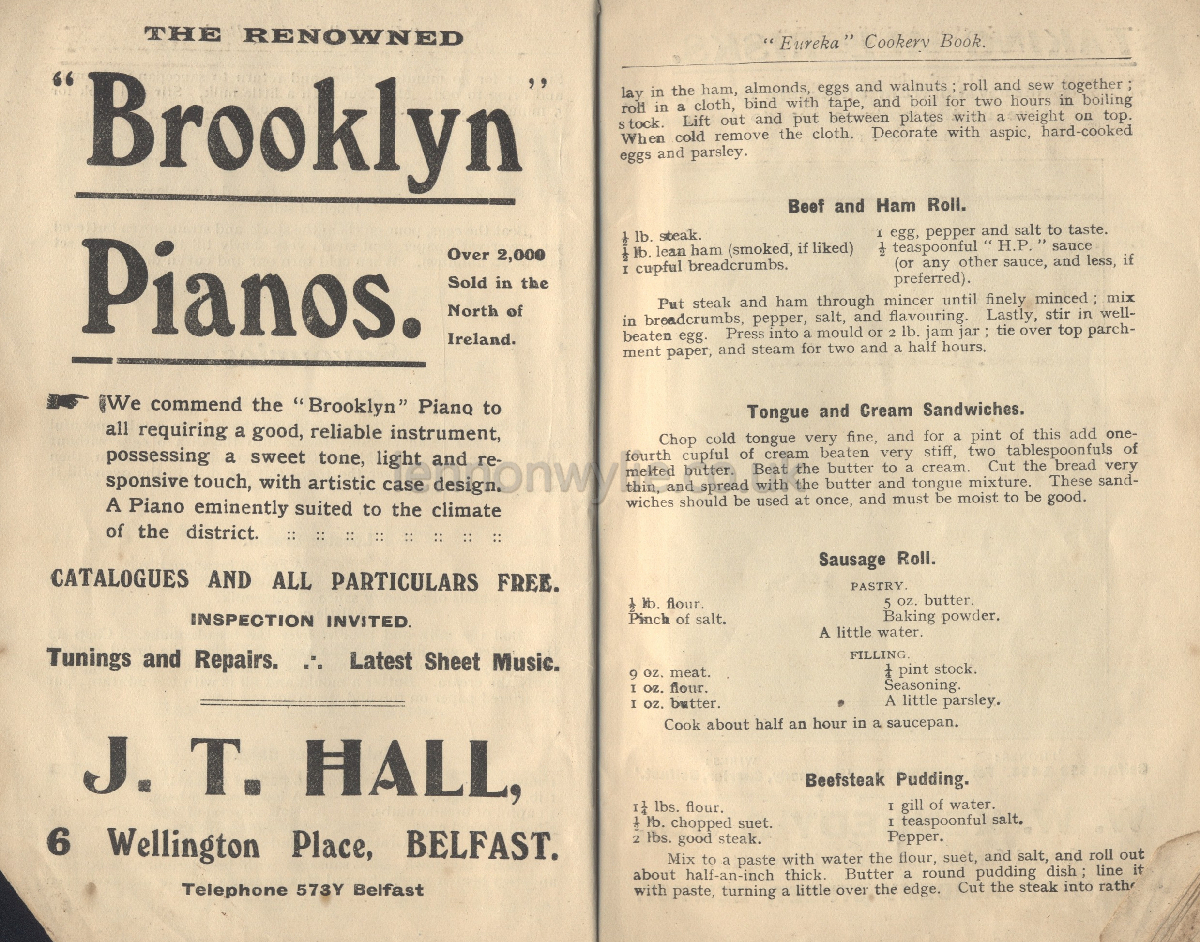 THE RENOWNED
"Brooklyn"
Pianos.
Over 2,000
Sold in the
North of
Ireland.
We commend the "Brooklyn" Piano to
all requiring a good, reliable instrument,
possessing a sweet tone, light and re-
sponsive touch, with artistic case design.
A Piano eminently suited to the climate
of the district. :: :: :: :: :: :: :: ::
CATALOGUES AND ALL PARTICULARS FREE.
INSPECTION INVITED.
Tunings and Repairs. ∴ Latest Sheet Music.
J. T. HALL,
6 Wellington Place, BELFAST.
Telephone 573Y Belfast
"Eureka" Cookery Book.
lay in the ham, almonds, eggs and walnuts ; roll and sew together ;
roll in a cloth, bind with tape, and boil for two hours in boiling
stock. Lift out and put between plates with a weight on top.
When cold remove the cloth. Decorate with aspic, hard-cooked
eggs and parsley.
Beef and Ham Roll.
½ lb. steak.
½ lb. lean ham (smoked, if liked)
1 cupful breadcrumbs.
1 egg, pepper and salt to taste.
½ teaspoonful "H.P." sauce
(or any other sauce, and less, if
preferred).
Put steak and ham through mincer until finely minced ; mix
in breadcrumbs, pepper, salt, and flavouring. Lastly, stir in well-
beaten egg. Press into a mould or 2 lb. jam jar ; tie over top parch-
ment paper, and steam for two and a half hours.
Tongue and Cream Sandwiches.
Chop cold tongue very fine, and for a pint of this add one-
fourth cupful of cream beaten very stiff, two tablespoonfuls of
melted butter. Beat the butter to a cream. Cut the bread very
thin, and spread with the butter and tongue mixture. These sand-
wiches should be used at once, and must be moist to be good.
lennonwylie.co.uk
Sausage Roll.
PASTRY.
½ lb. flour.
Pinch of salt.
5 oz. butter.
Baking powder.
A little water.
FILLING.
9 oz. meat.
1 oz. flour.
1 oz. butter.
¼ pint stock.
Seasoning.
A little parsley.
Cook about half an hour in a saucepan.
Beefsteak Pudding.
1¼ lbs. flour.
½ lb. chopped suet.
2 lbs. good steak.
1 gill of water.
1 teaspoonful salt.
Pepper.
Mix to a paste with water the flour, suet, and salt, and roll out
about half-an-inch thick. Butter a round pudding dish ; line it
with paste, turning a little over the edge. Cut the steak into